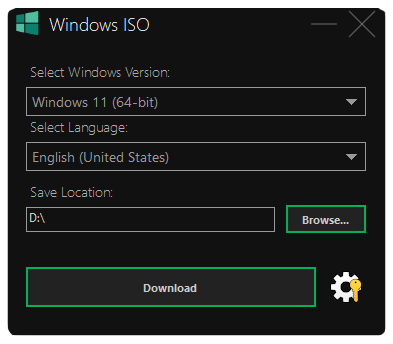 Windows ISO
Select Windows Version:
Windows 11 (64-bit)
Select Language:
English (United States)
Save Location:
D:\
Browse...
Download